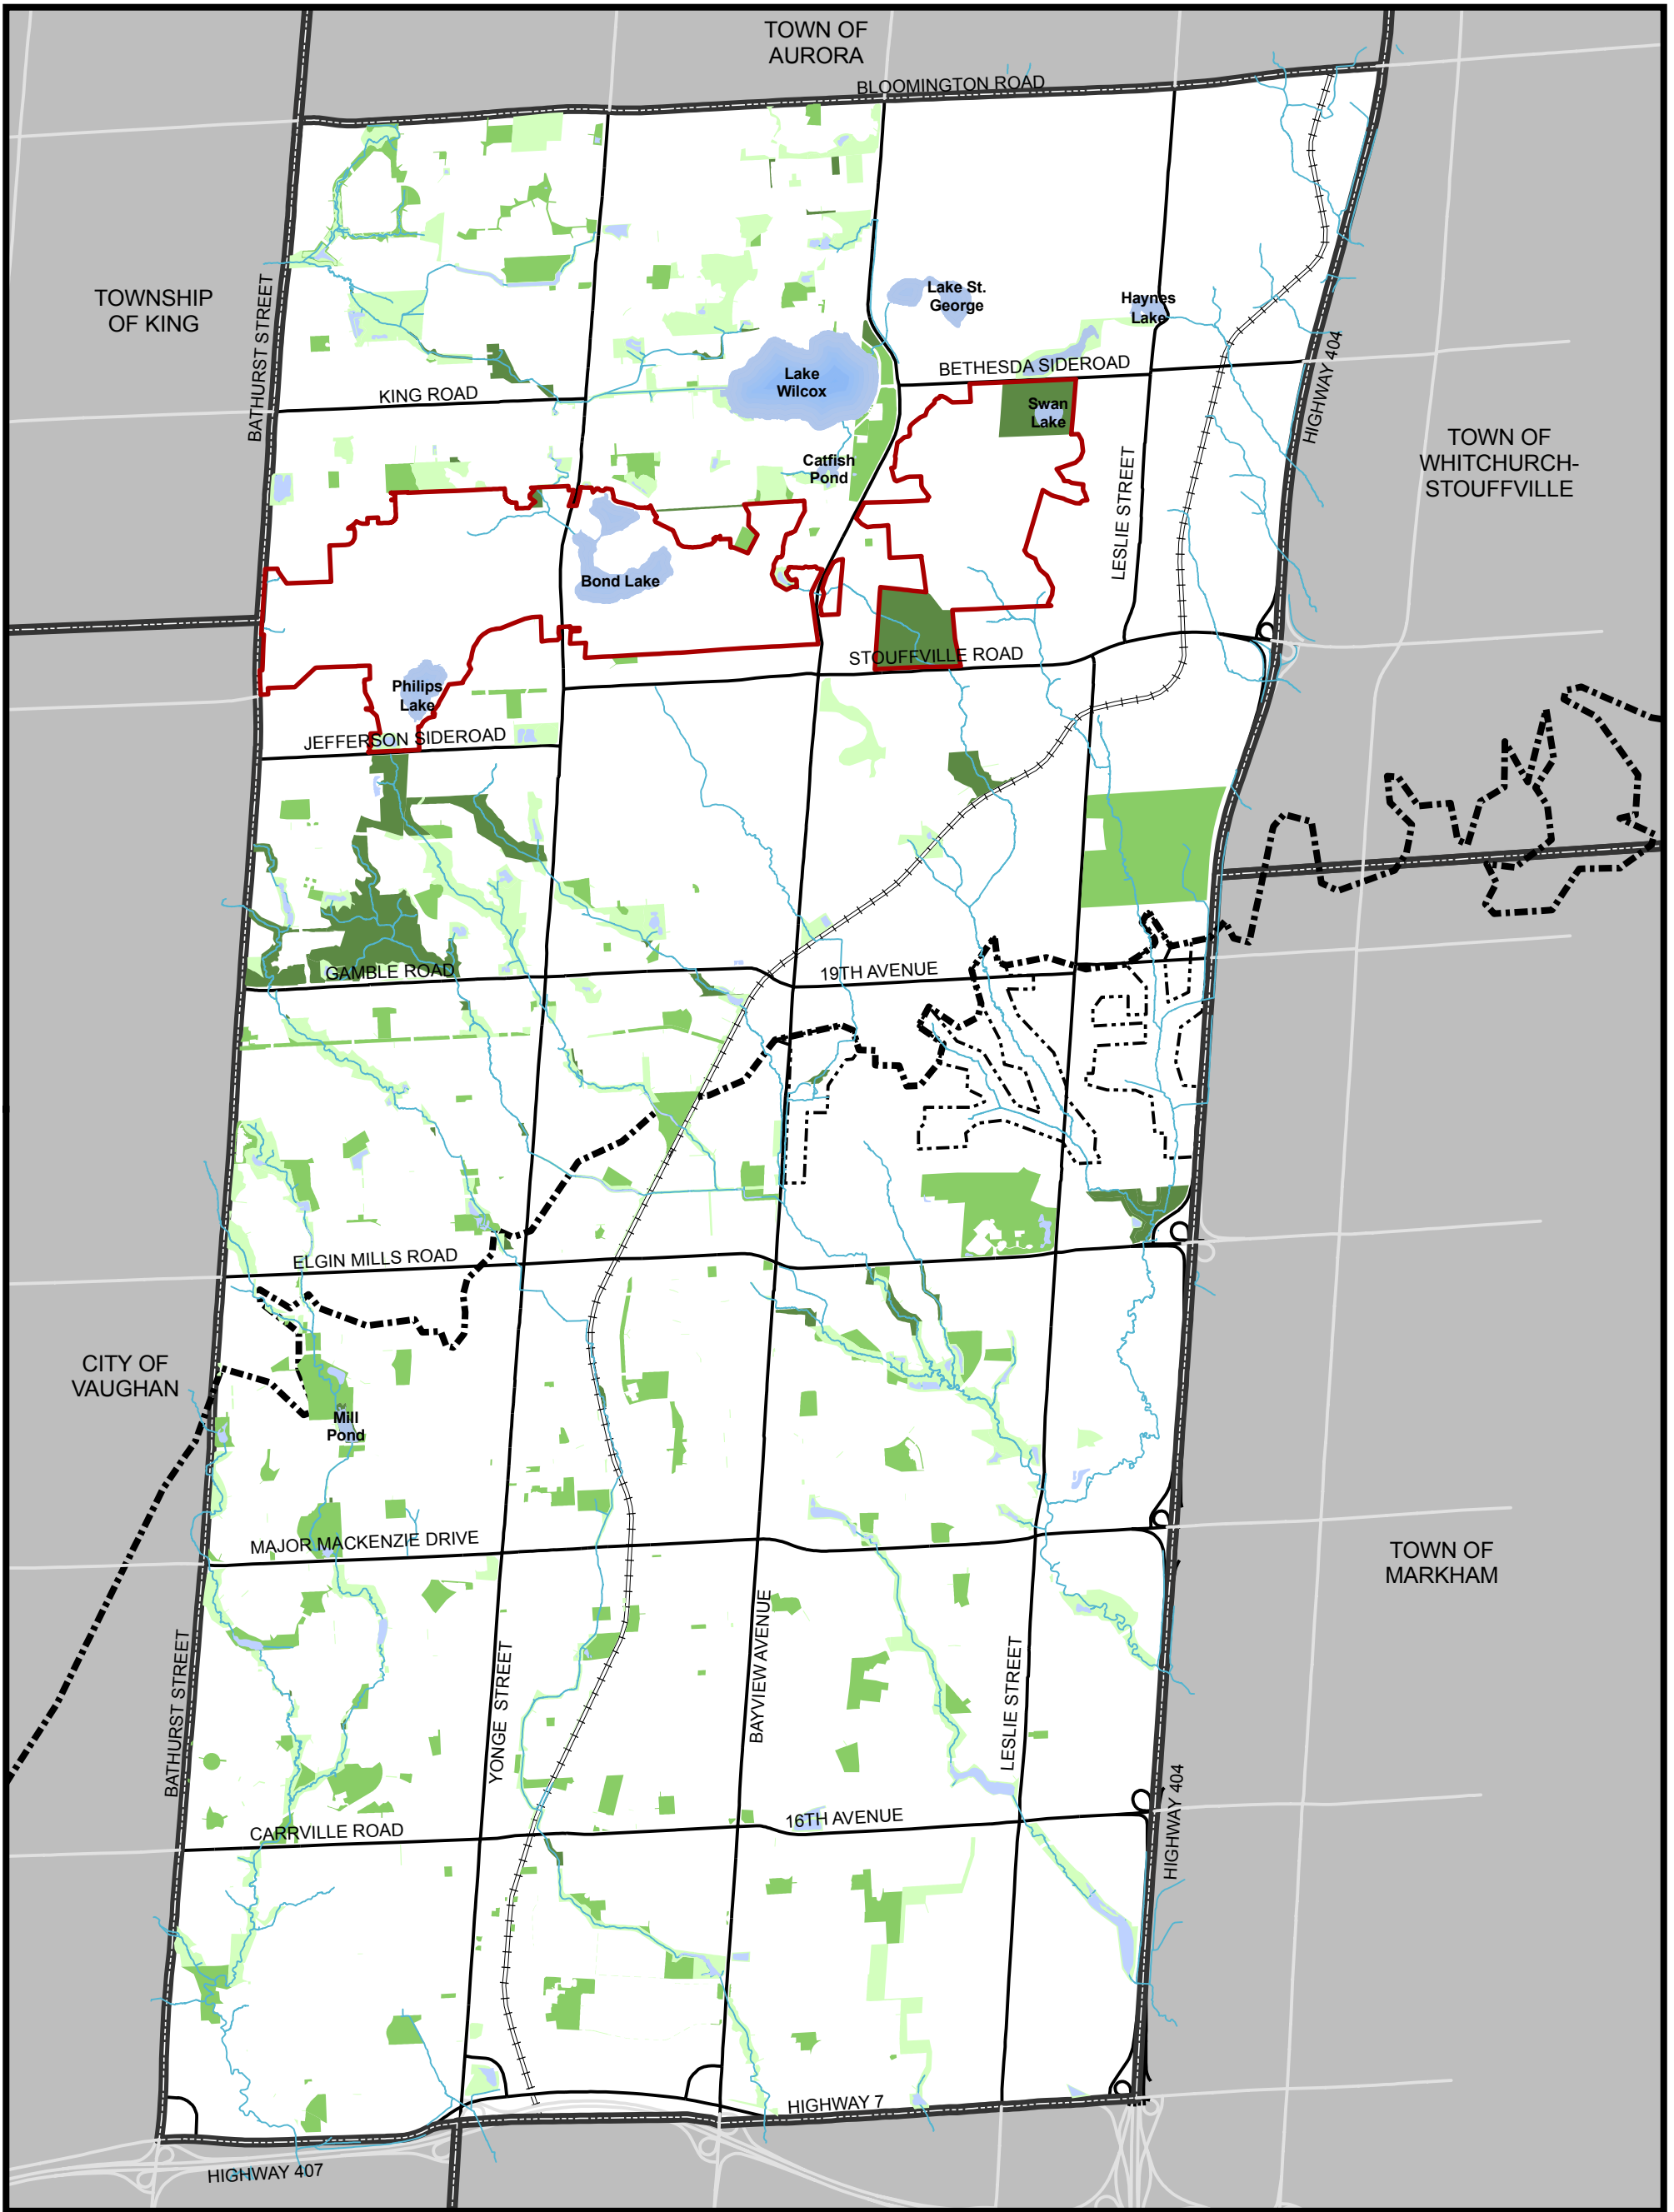 TOWN OF
AURORA
BLOOMINGTON ROAD
TOWNSHIP
OF KING
BATHURST STREET
Lake St.
George
Haynes
Lake
HIGHWAY 404
BETHESDA SIDEROAD
Lake
Wilcox
KING ROAD
Swan
Lake
TOWN OF
WHITCHURCH-
STOUFFVILLE
Catfish
Pond
LESLIE STREET
Bond Lake
STOUFFVILLE ROAD
Philips
Lake
JEFFERSON SIDEROAD
GAMBLE ROAD
19TH AVENUE
ELGIN MILLS ROAD
CITY OF
VAUGHAN
Mill
Pond
MAJOR MACKENZIE DRIVE
TOWN OF
MARKHAM
BATHURST STREET
YONGE STREET
BAYVIEW AVENUE
LESLIE STREET
HIGHWAY 404
CARRVILLE ROAD
16TH AVENUE
HIGHWAY 7
HIGHWAY 407